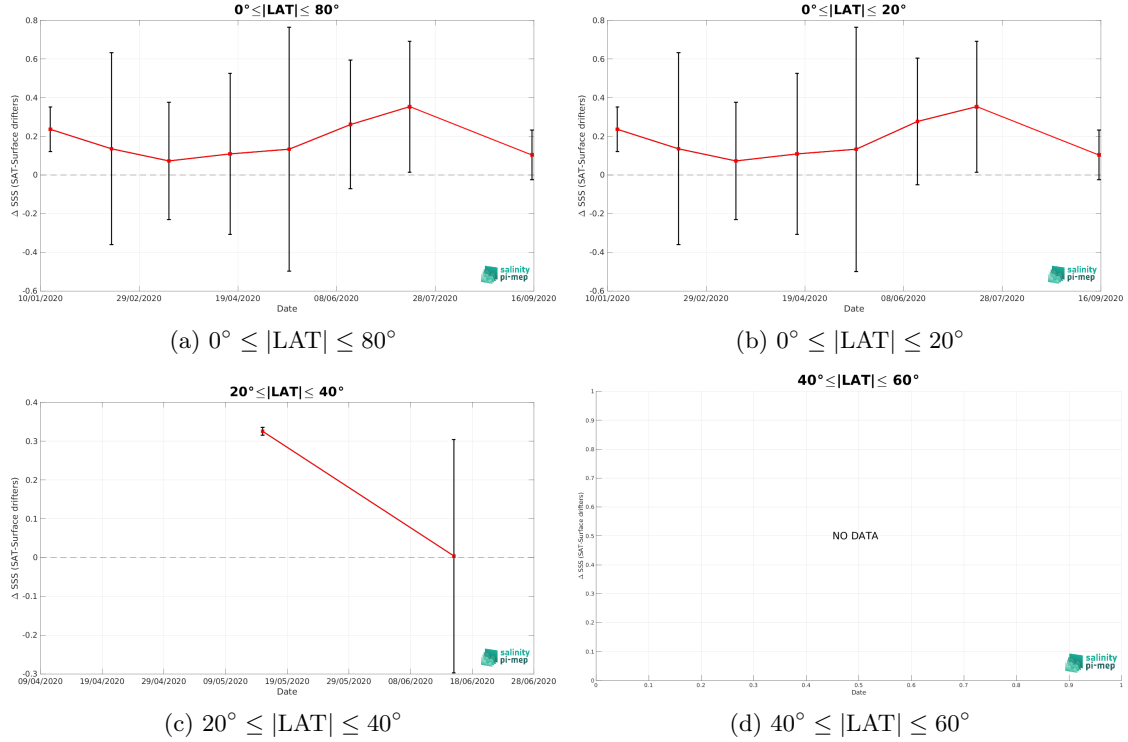 0°≤|LAT|≤ 80°
Δ SSS (SAT-Surface drifters)
0.8
0.6
0.4
0.2
0
-0.2
-0.4
-0.6
10/01/2020 29/02/2020 19/04/2020 08/06/2020 28/07/2020 16/09/2020
Date
salinity
pi-mep
(a) 0° ≤ |LAT| ≤ 80°
0°≤|LAT|≤ 20°
Δ SSS (SAT-Surface drifters)
0.8
0.6
0.4
0.2
0
-0.2
-0.4
-0.6
10/01/2020 29/02/2020 19/04/2020 08/06/2020 28/07/2020 16/09/2020
Date
salinity
pi-mep
(b) 0° ≤ |LAT| ≤ 20°
20°≤|LAT|≤ 40°
Δ SSS (SAT-Surface drifters)
0.4
0.3
0.2
0.1
0
-0.1
-0.2
-0.3
09/04/2020 19/04/2020 29/04/2020 09/05/2020 19/05/2020 29/05/2020 08/06/2020 18/06/2020 28/06/2020
Date
salinity
pi-mep
(c) 20° ≤ |LAT| ≤ 40°
40°≤|LAT|≤ 60°
Δ SSS (SAT-Surface drifters)
1
0.9
0.8
0.7
0.6
0.5
0.4
0.3
0.2
0.1
0
NO DATA
0 0.1 0.2 0.3 0.4 0.5 0.6 0.7 0.8 0.9 1
Date
salinity
pi-mep
(d) 40° ≤ |LAT| ≤ 60°